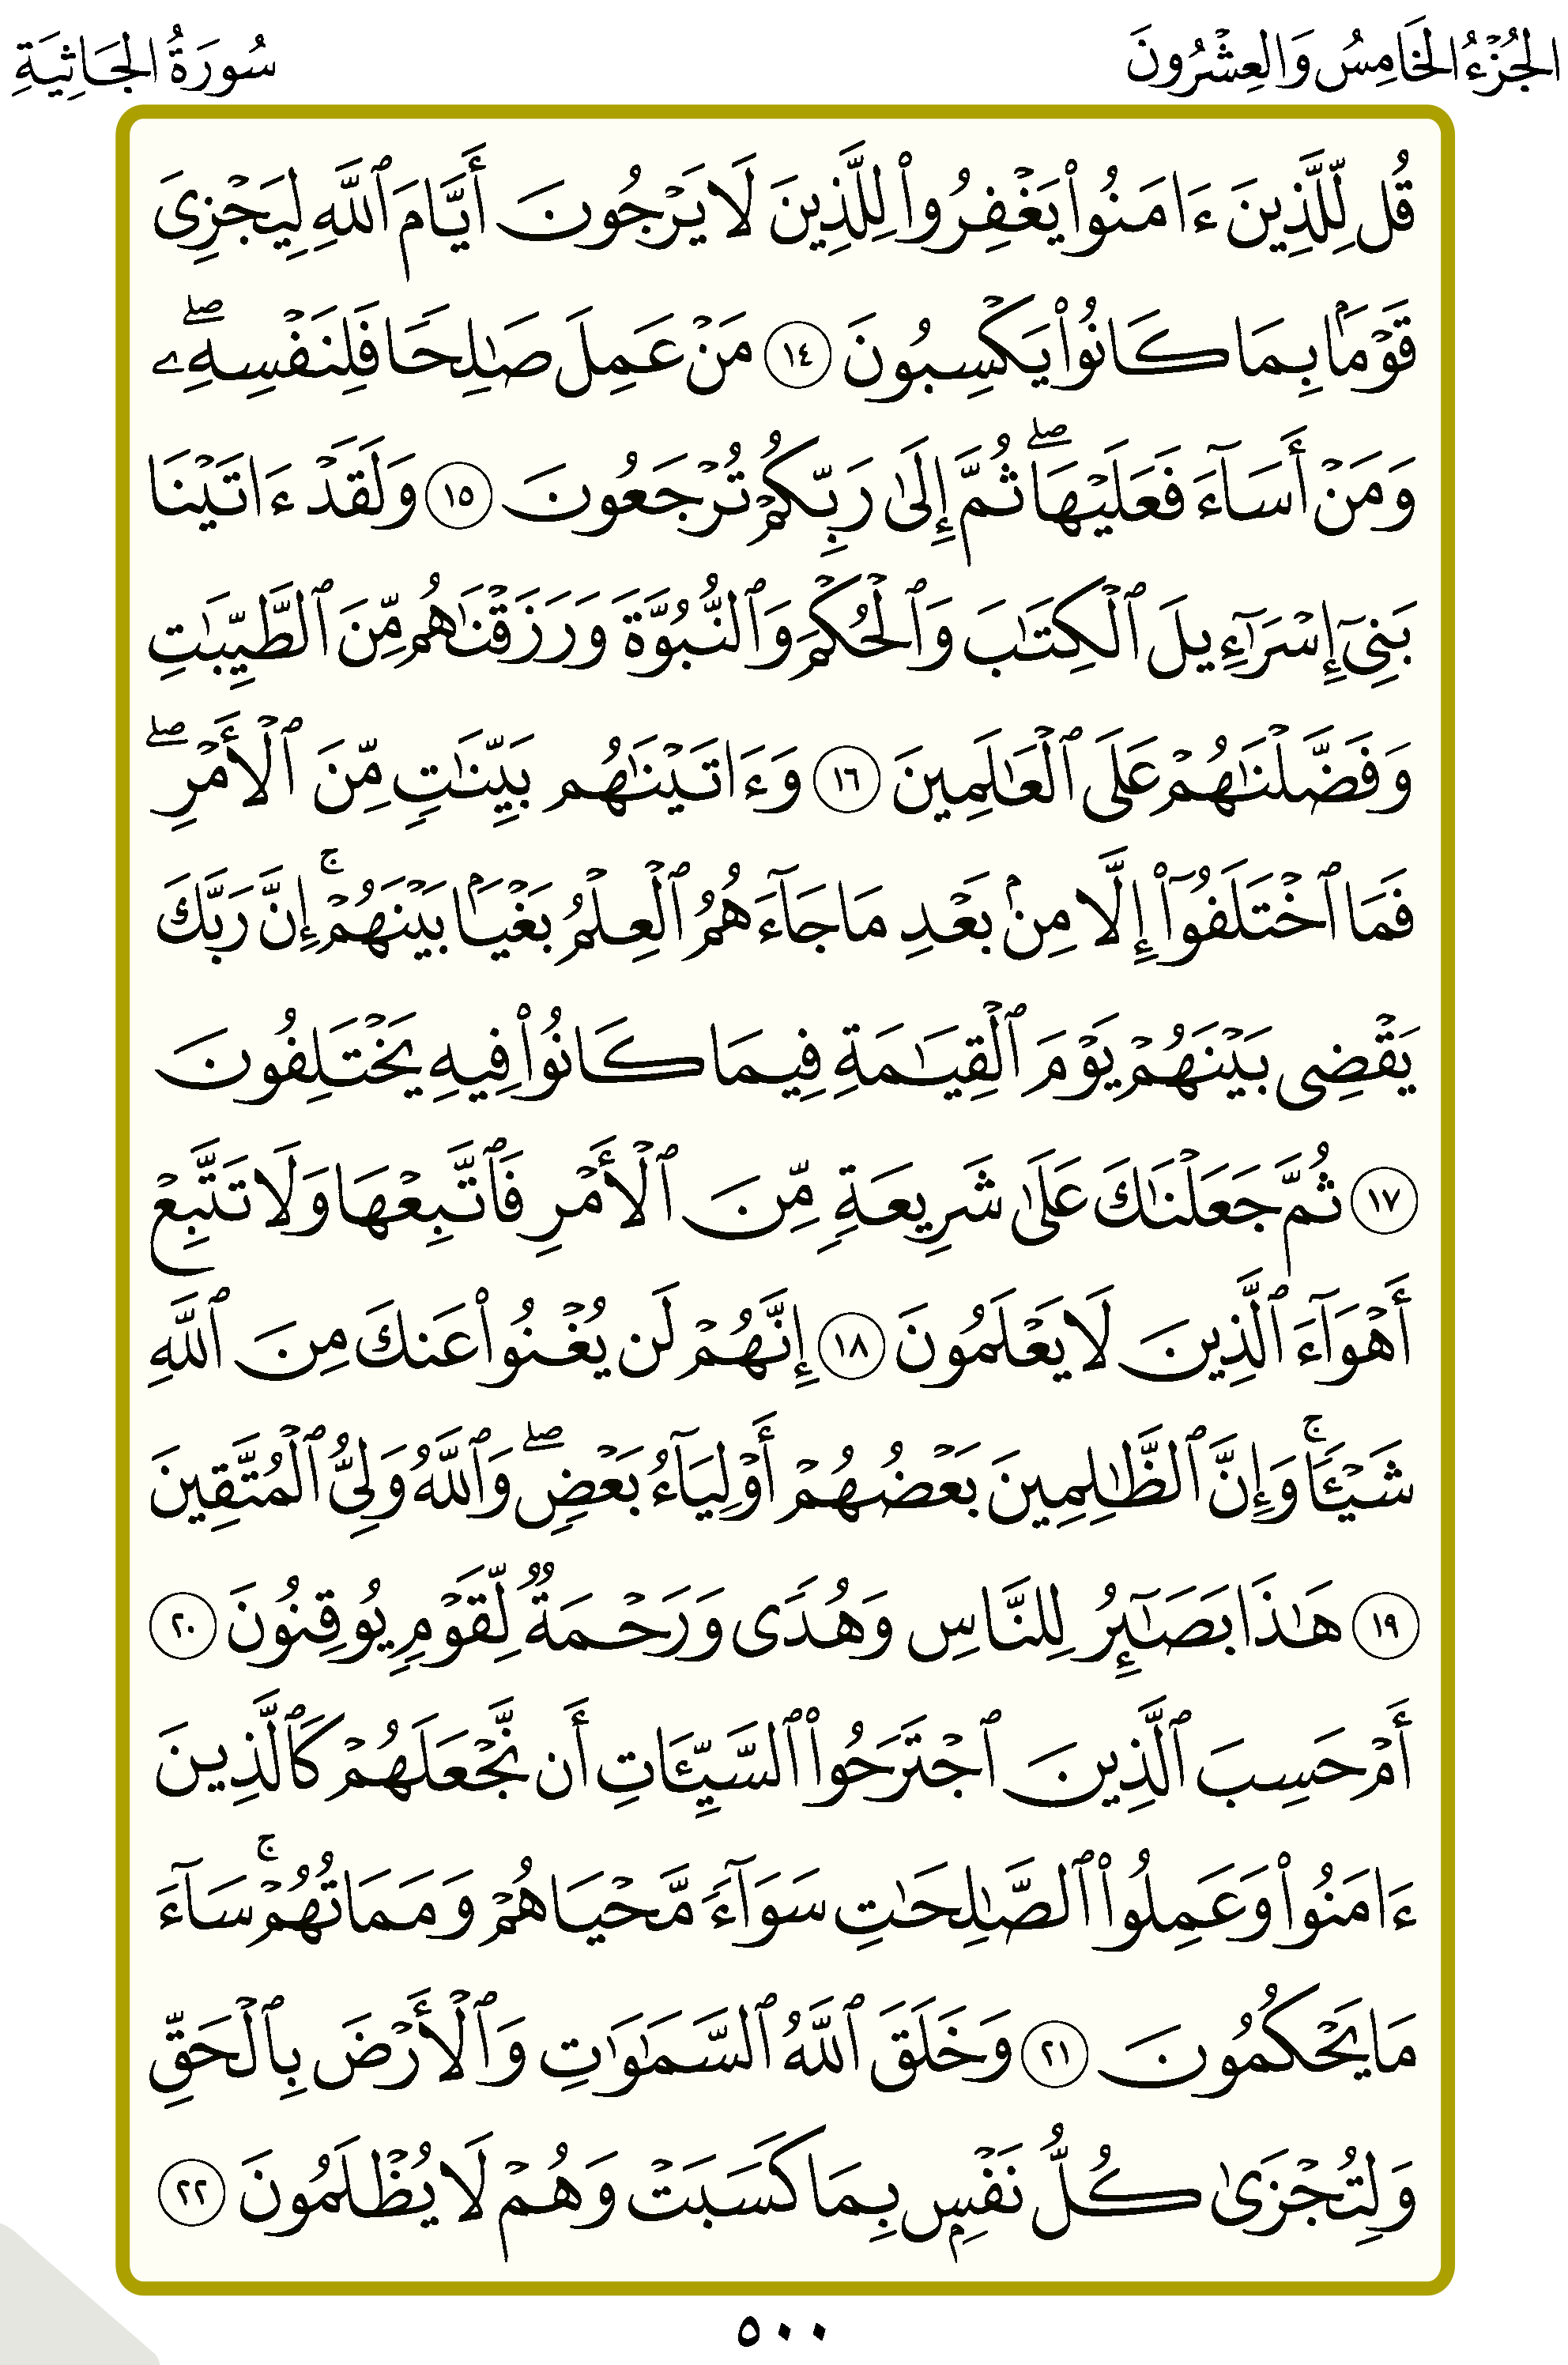 الجُزْءُ الخَامِسُ وَالعِشْرُونَ
سُورَةُ الجَاثِيَةِ
قُل لِّلَّذِينَ ءَامَنُوا۟ يَغْفِرُوا۟ لِلَّذِينَ لَا يَرْجُونَ أَيَّامَ ٱللَّهِ لِيَجْزِىَ
قَوْمًۢا بِمَا كَانُوا۟ يَكْسِبُونَ ١٤ مَنْ عَمِلَ صَـٰلِحًا فَلِنَفْسِهِۦ ۖ
وَمَنْ أَسَآءَ فَعَلَيْهَا ۖ ثُمَّ إِلَىٰ رَبِّكُمْ تُرْجَعُونَ ١٥ وَلَقَدْ ءَاتَيْنَا
بَنِىٓ إِسْرَٰٓءِيلَ ٱلْكِتَـٰبَ وَٱلْحُكْمَ وَٱلنُّبُوَّةَ وَرَزَقْنَـٰهُم مِّنَ ٱلطَّيِّبَـٰتِ
وَفَضَّلْنَـٰهُمْ عَلَى ٱلْعَـٰلَمِينَ ١٦ وَءَاتَيْنَـٰهُم بَيِّنَـٰتٍ مِّنَ ٱلْأَمْرِ ۖ
فَمَا ٱخْتَلَفُوٓا۟ إِلَّا مِنۢ بَعْدِ مَا جَآءَهُمُ ٱلْعِلْمُ بَغْيًۢا بَيْنَهُمْ ۚ إِنَّ رَبَّكَ
يَقْضِى بَيْنَهُمْ يَوْمَ ٱلْقِيَـٰمَةِ فِيمَا كَانُوا۟ فِيهِ يَخْتَلِفُونَ
١٧ ثُمَّ جَعَلْنَـٰكَ عَلَىٰ شَرِيعَةٍ مِّنَ ٱلْأَمْرِ فَٱتَّبِعْهَا وَلَا تَتَّبِعْ
أَهْوَآءَ ٱلَّذِينَ لَا يَعْلَمُونَ ١٨ إِنَّهُمْ لَن يُغْنُوا۟ عَنكَ مِنَ ٱللَّهِ
شَيْـًٔا ۚ وَإِنَّ ٱلظَّـٰلِمِينَ بَعْضُهُمْ أَوْلِيَآءُ بَعْضٍ ۖ وَٱللَّهُ وَلِىُّ ٱلْمُتَّقِينَ
١٩ هَـٰذَا بَصَـٰٓئِرُ لِلنَّاسِ وَهُدًى وَرَحْمَةٌ لِّقَوْمٍ يُوقِنُونَ ٢٠
أَمْ حَسِبَ ٱلَّذِينَ ٱجْتَرَحُوا۟ ٱلسَّيِّـَٔاتِ أَن نَّجْعَلَهُمْ كَٱلَّذِينَ
ءَامَنُوا۟ وَعَمِلُوا۟ ٱلصَّـٰلِحَـٰتِ سَوَآءً مَّحْيَاهُمْ وَمَمَاتُهُمْ ۚ سَآءَ
مَا يَحْكُمُونَ ٢١ وَخَلَقَ ٱللَّهُ ٱلسَّمَـٰوَٰتِ وَٱلْأَرْضَ بِٱلْحَقِّ
وَلِتُجْزَىٰ كُلُّ نَفْسٍۭ بِمَا كَسَبَتْ وَهُمْ لَا يُظْلَمُونَ ٢٢
٥٠٠